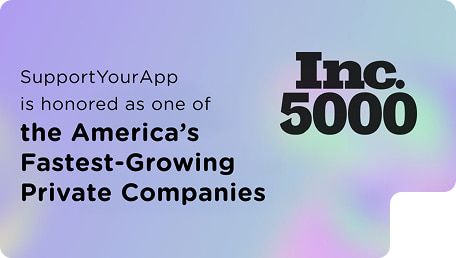 SupportYourApp
is honored as one of
the America's
Fastest-Growing
Private Companies
Inc.
5000